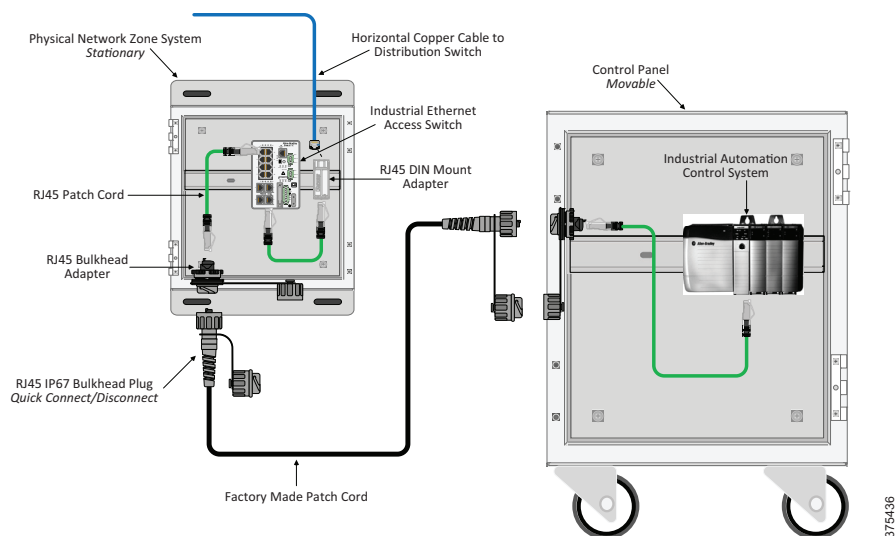 Physical Network Zone System
Stationary
Horizontal Copper Cable to
Distribution Switch
Control Panel
Movable
Industrial Ethernet
Access Switch
Industrial Automation
Control System
RJ45 DIN Mount
Adapter
RJ45 Patch Cord
RJ45 Bulkhead
Adapter
RJ45 IP67 Bulkhead Plug
Quick Connect/Disconnect
Factory Made Patch Cord
375436